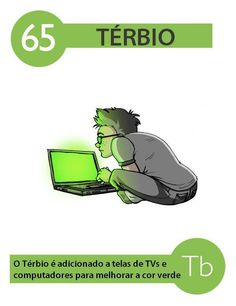 65 TÉRBIO
O Térbio é adicionado a telas de TVs e
computadores para melhorar a cor verde
Tb